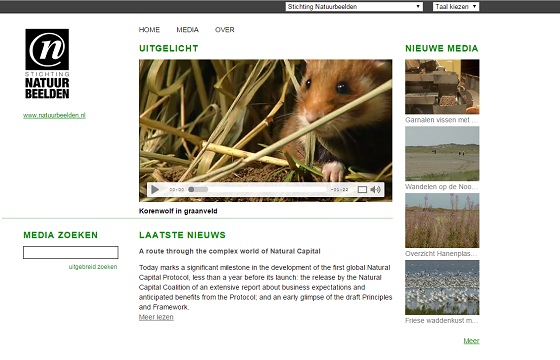 Stichting Natuurbeelden
Taal kiezen
HOME MEDIA OVER
n
STICHTING
NATUUR
BEELDEN
www.natuurbeelden.nl
UITGELICHT
00:00
-01:22
Korenwolf in graanveld
NIEUWE MEDIA
Garnalen vissen met ...
Wandelen op de Noo...
Overzicht Hanenplas...
Friese waddenkust m...
Meer
MEDIA ZOEKEN
uitgebreid zoeken
LAATSTE NIEUWS
A route through the complex world of Natural Capital
Today marks a significant milestone in the development of the first global Natural
Capital Protocol, less than a year before its launch: the release by the Natural
Capital Coalition of an extensive report about business expectations and
anticipated benefits from the Protocol; and an early glimpse of the draft Principles
and Framework.
Meer lezen